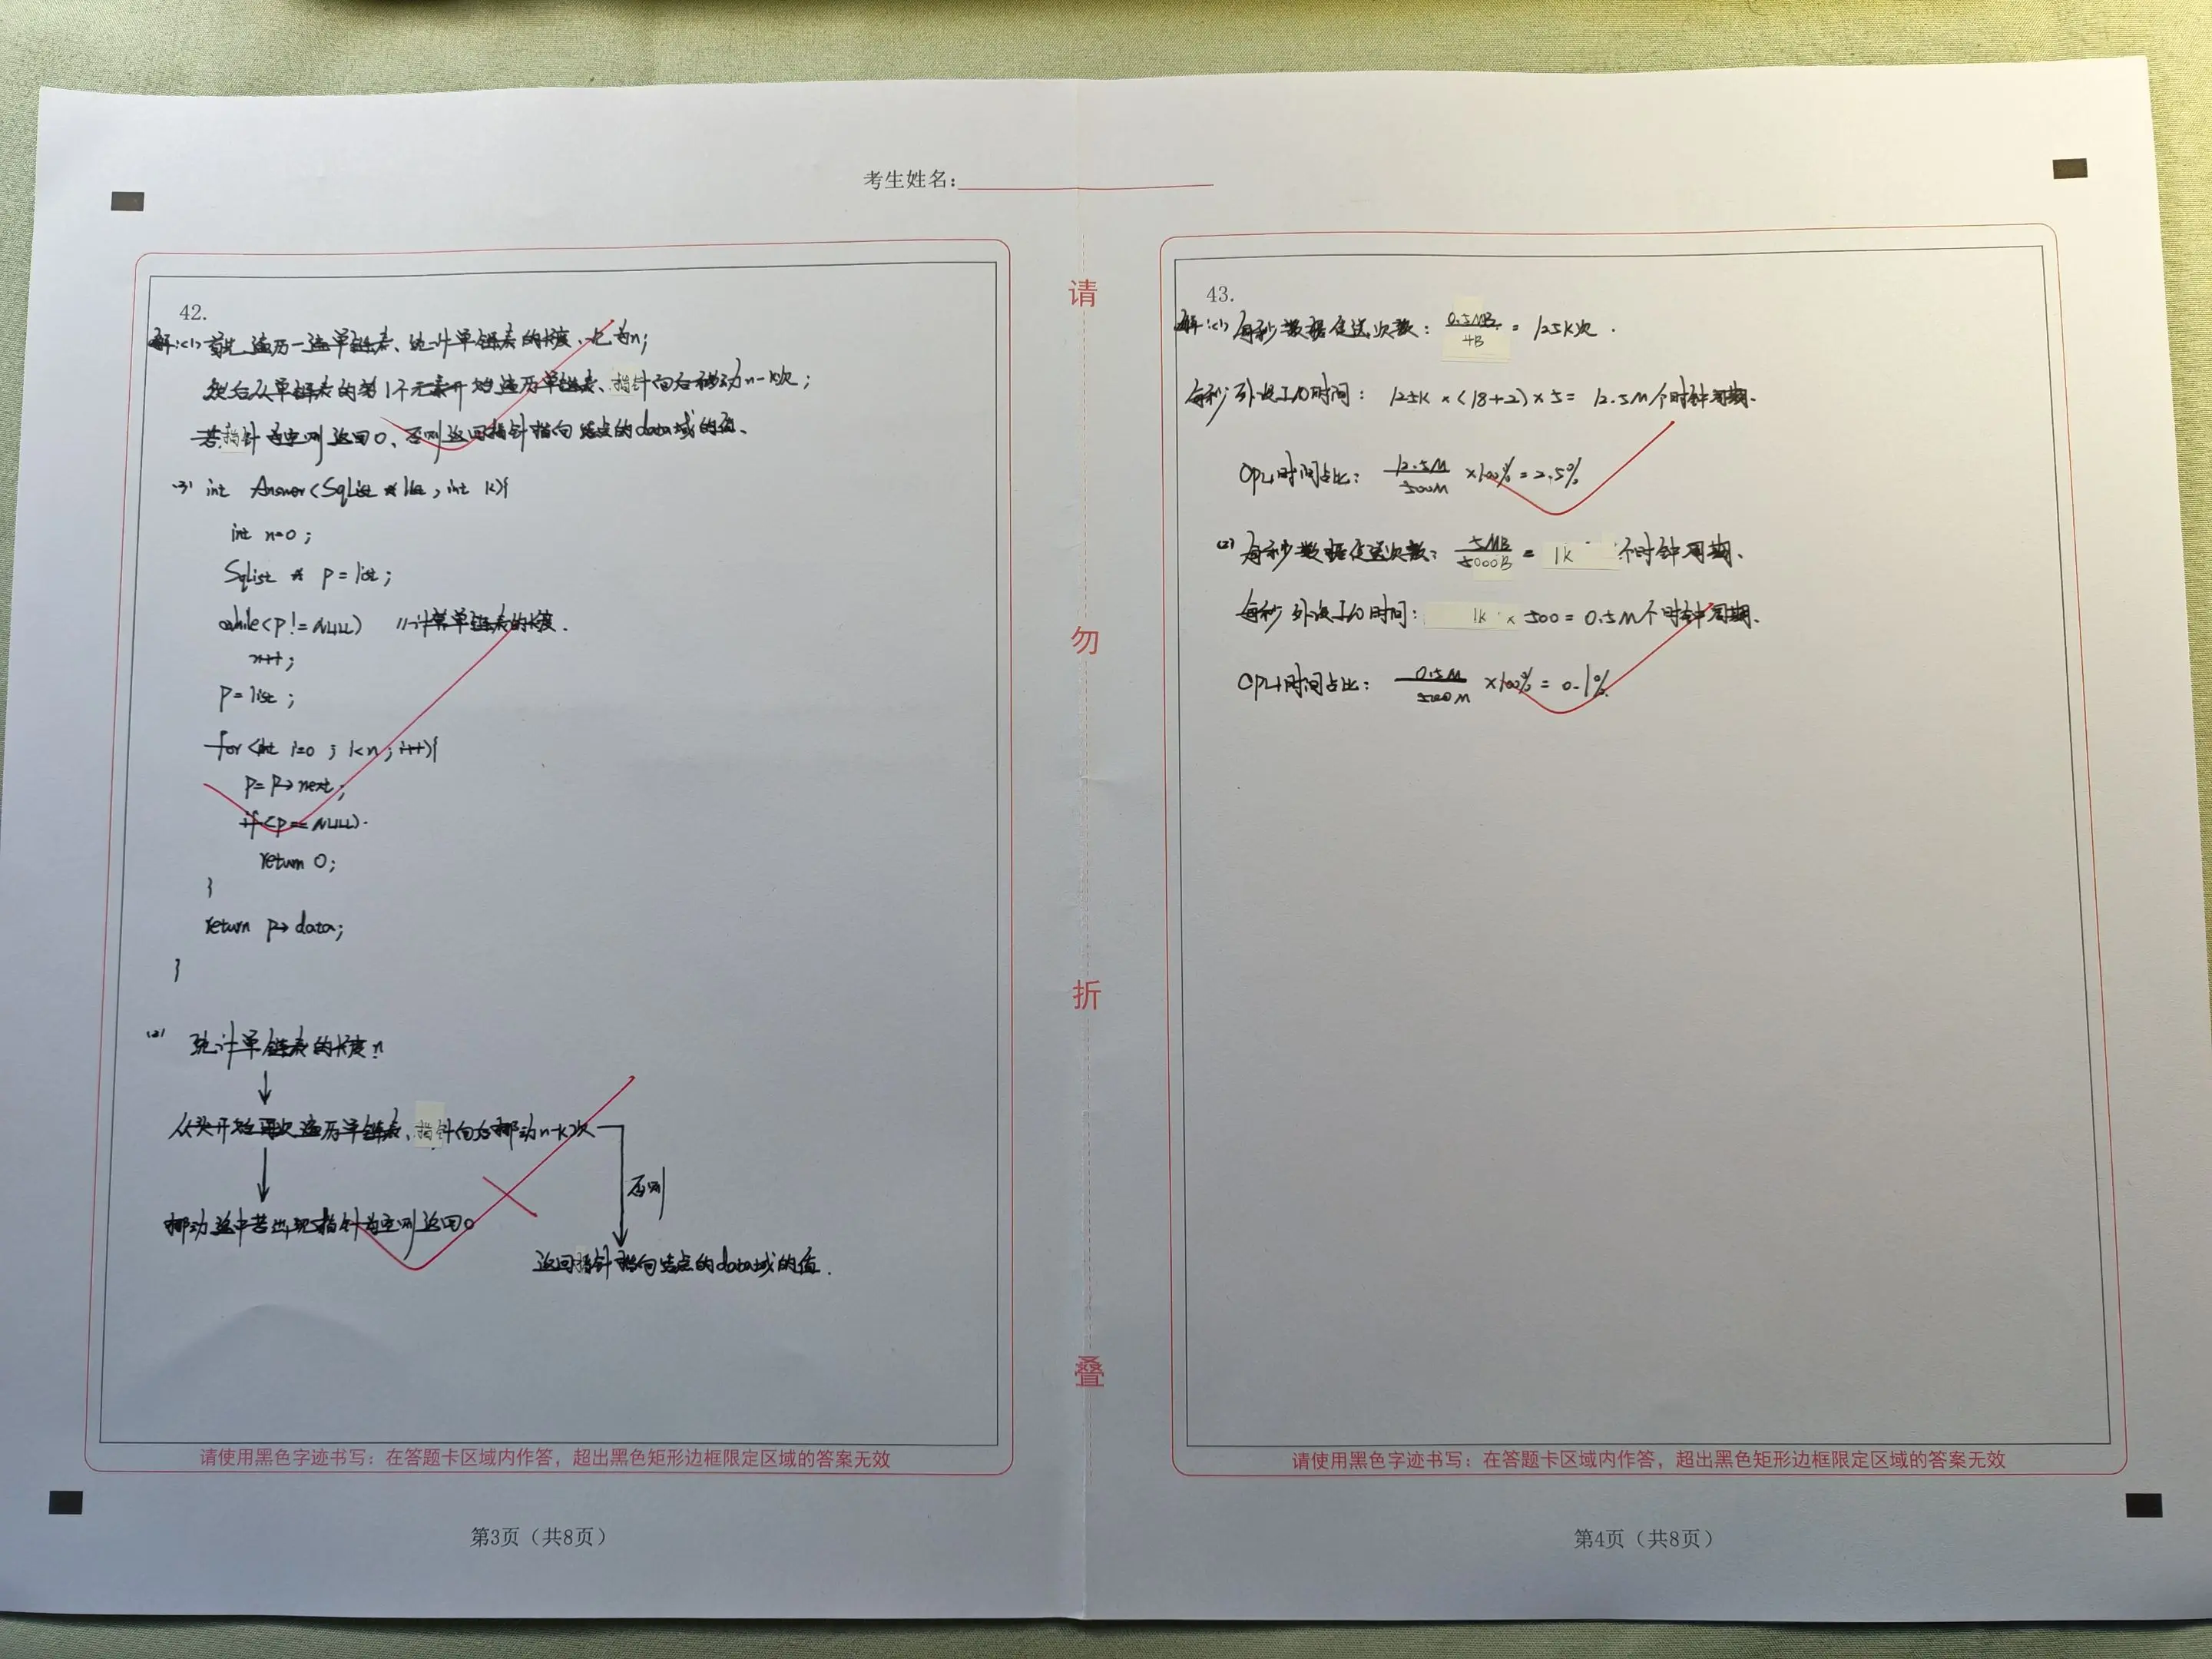 考生姓名：
42.
解:(1) 首先遍历一遍单链表、统计单链表的长度、记为n;
然后从单链表的第1个元素开始遍历单链表、指针向后挪动n-k次;
若指针为空则返回0、否则返回指针指向结点的data域的值、
(3) int Answer(SqList * list, int k){
int n=0;
SqList * p=list;
while(p!=NULL) //计算单链表的长度.
n++;
p=list;
for(int i=0; i<n; i++){
p=p→next;
if(p==NULL)
return 0;
}
return p→data;
}
(2) 统计单链表的长度n
↓
从头开始再次遍历单链表、指针向后挪动n-k次
↓
否则
挪动途中若出现指针为空则返回0
返回指针指向结点的data域的值.
请使用黑色字迹书写：在答题卡区域内作答，超出黑色矩形边框限定区域的答案无效
第3页（共8页）
请
勿
折
叠
43.
解:(1) 每秒数据传送次数: 0.5MB/4B = 125K次.
每秒外设I/O时间: 125K×(18+2)×5= 12.5M个时钟周期.
CPU时间占比: 12.5M/500M ×100%=2.5%
(2) 每秒数据传送次数: 5MB/5000B = 1k 个时钟周期、
每秒外设I/O时间: 1k × 500 = 0.5M个时钟周期、
CPU时间占比: 0.5M/500M ×100% = 0.1%
请使用黑色字迹书写：在答题卡区域内作答，超出黑色矩形边框限定区域的答案无效
第4页（共8页）